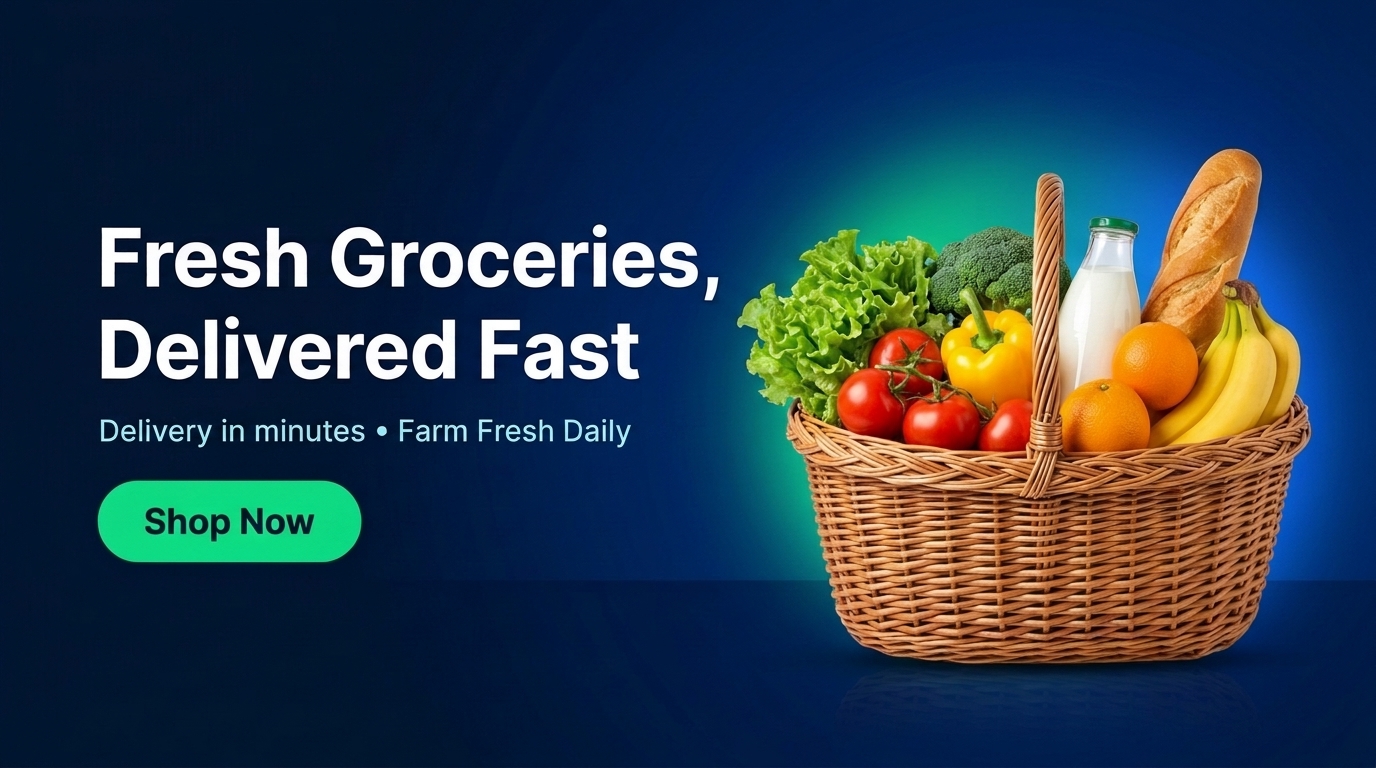 Fresh Groceries,
Delivered Fast
Delivery in minutes • Farm Fresh Daily
Shop Now